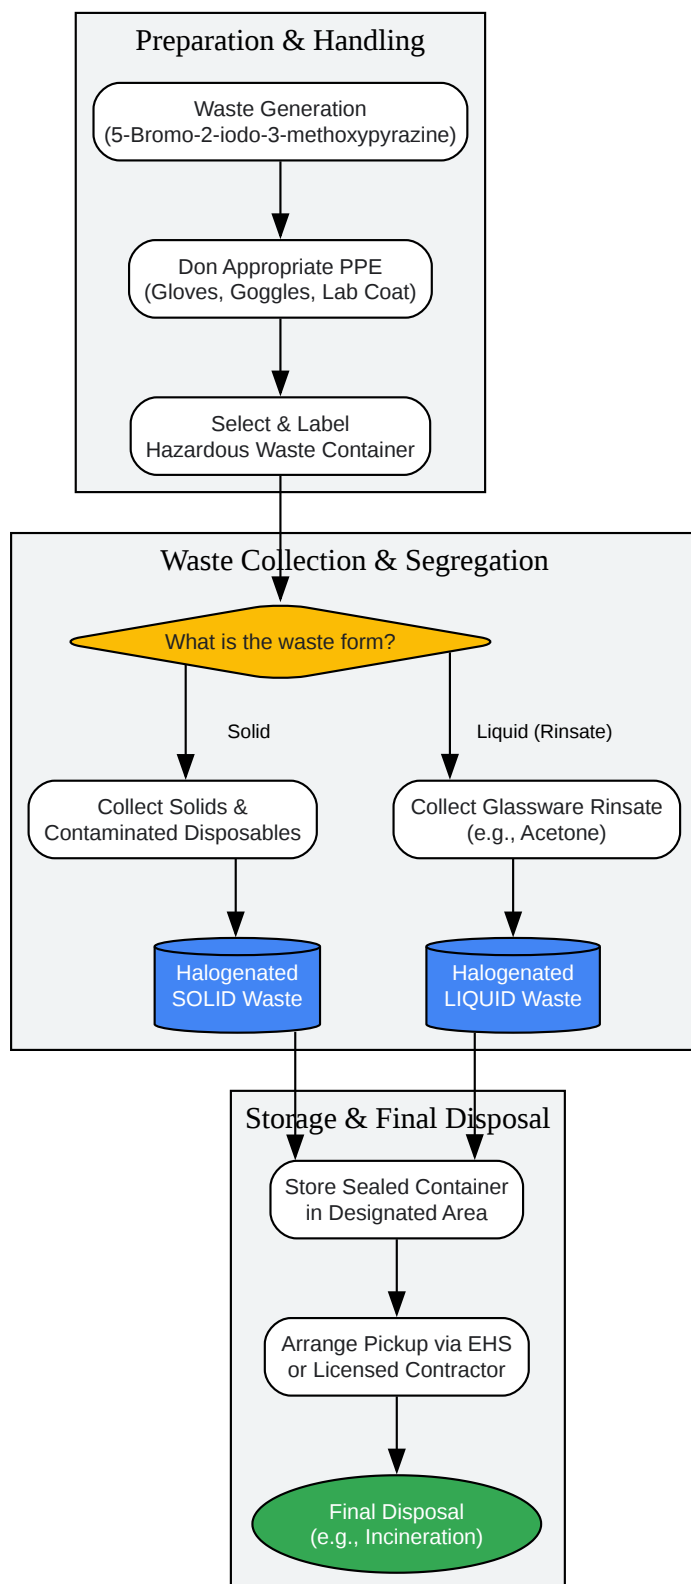 Preparation & Handling
Waste Generation
(5-Bromo-2-iodo-3-methoxypyrazine)
Don Appropriate PPE
(Gloves, Goggles, Lab Coat)
Select & Label
Hazardous Waste Container
Waste Collection & Segregation
What is the waste form?
Solid
Liquid (Rinsate)
Collect Solids &
Contaminated Disposables
Collect Glassware Rinsate
(e.g., Acetone)
Halogenated
SOLID Waste
Halogenated
LIQUID Waste
Storage & Final Disposal
Store Sealed Container
in Designated Area
Arrange Pickup via EHS
or Licensed Contractor
Final Disposal
(e.g., Incineration)